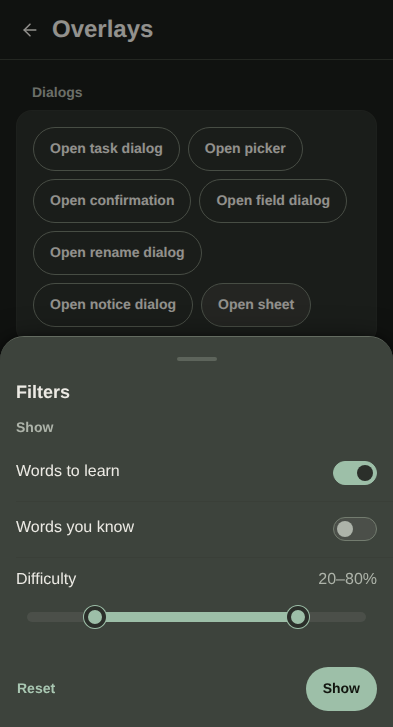 Overlays
Dialogs
Open task dialog
Open picker
Open confirmation
Open field dialog
Open rename dialog
Open notice dialog
Open sheet
Filters
Show
Words to learn
Words you know
Difficulty 20–80%
Reset
Show